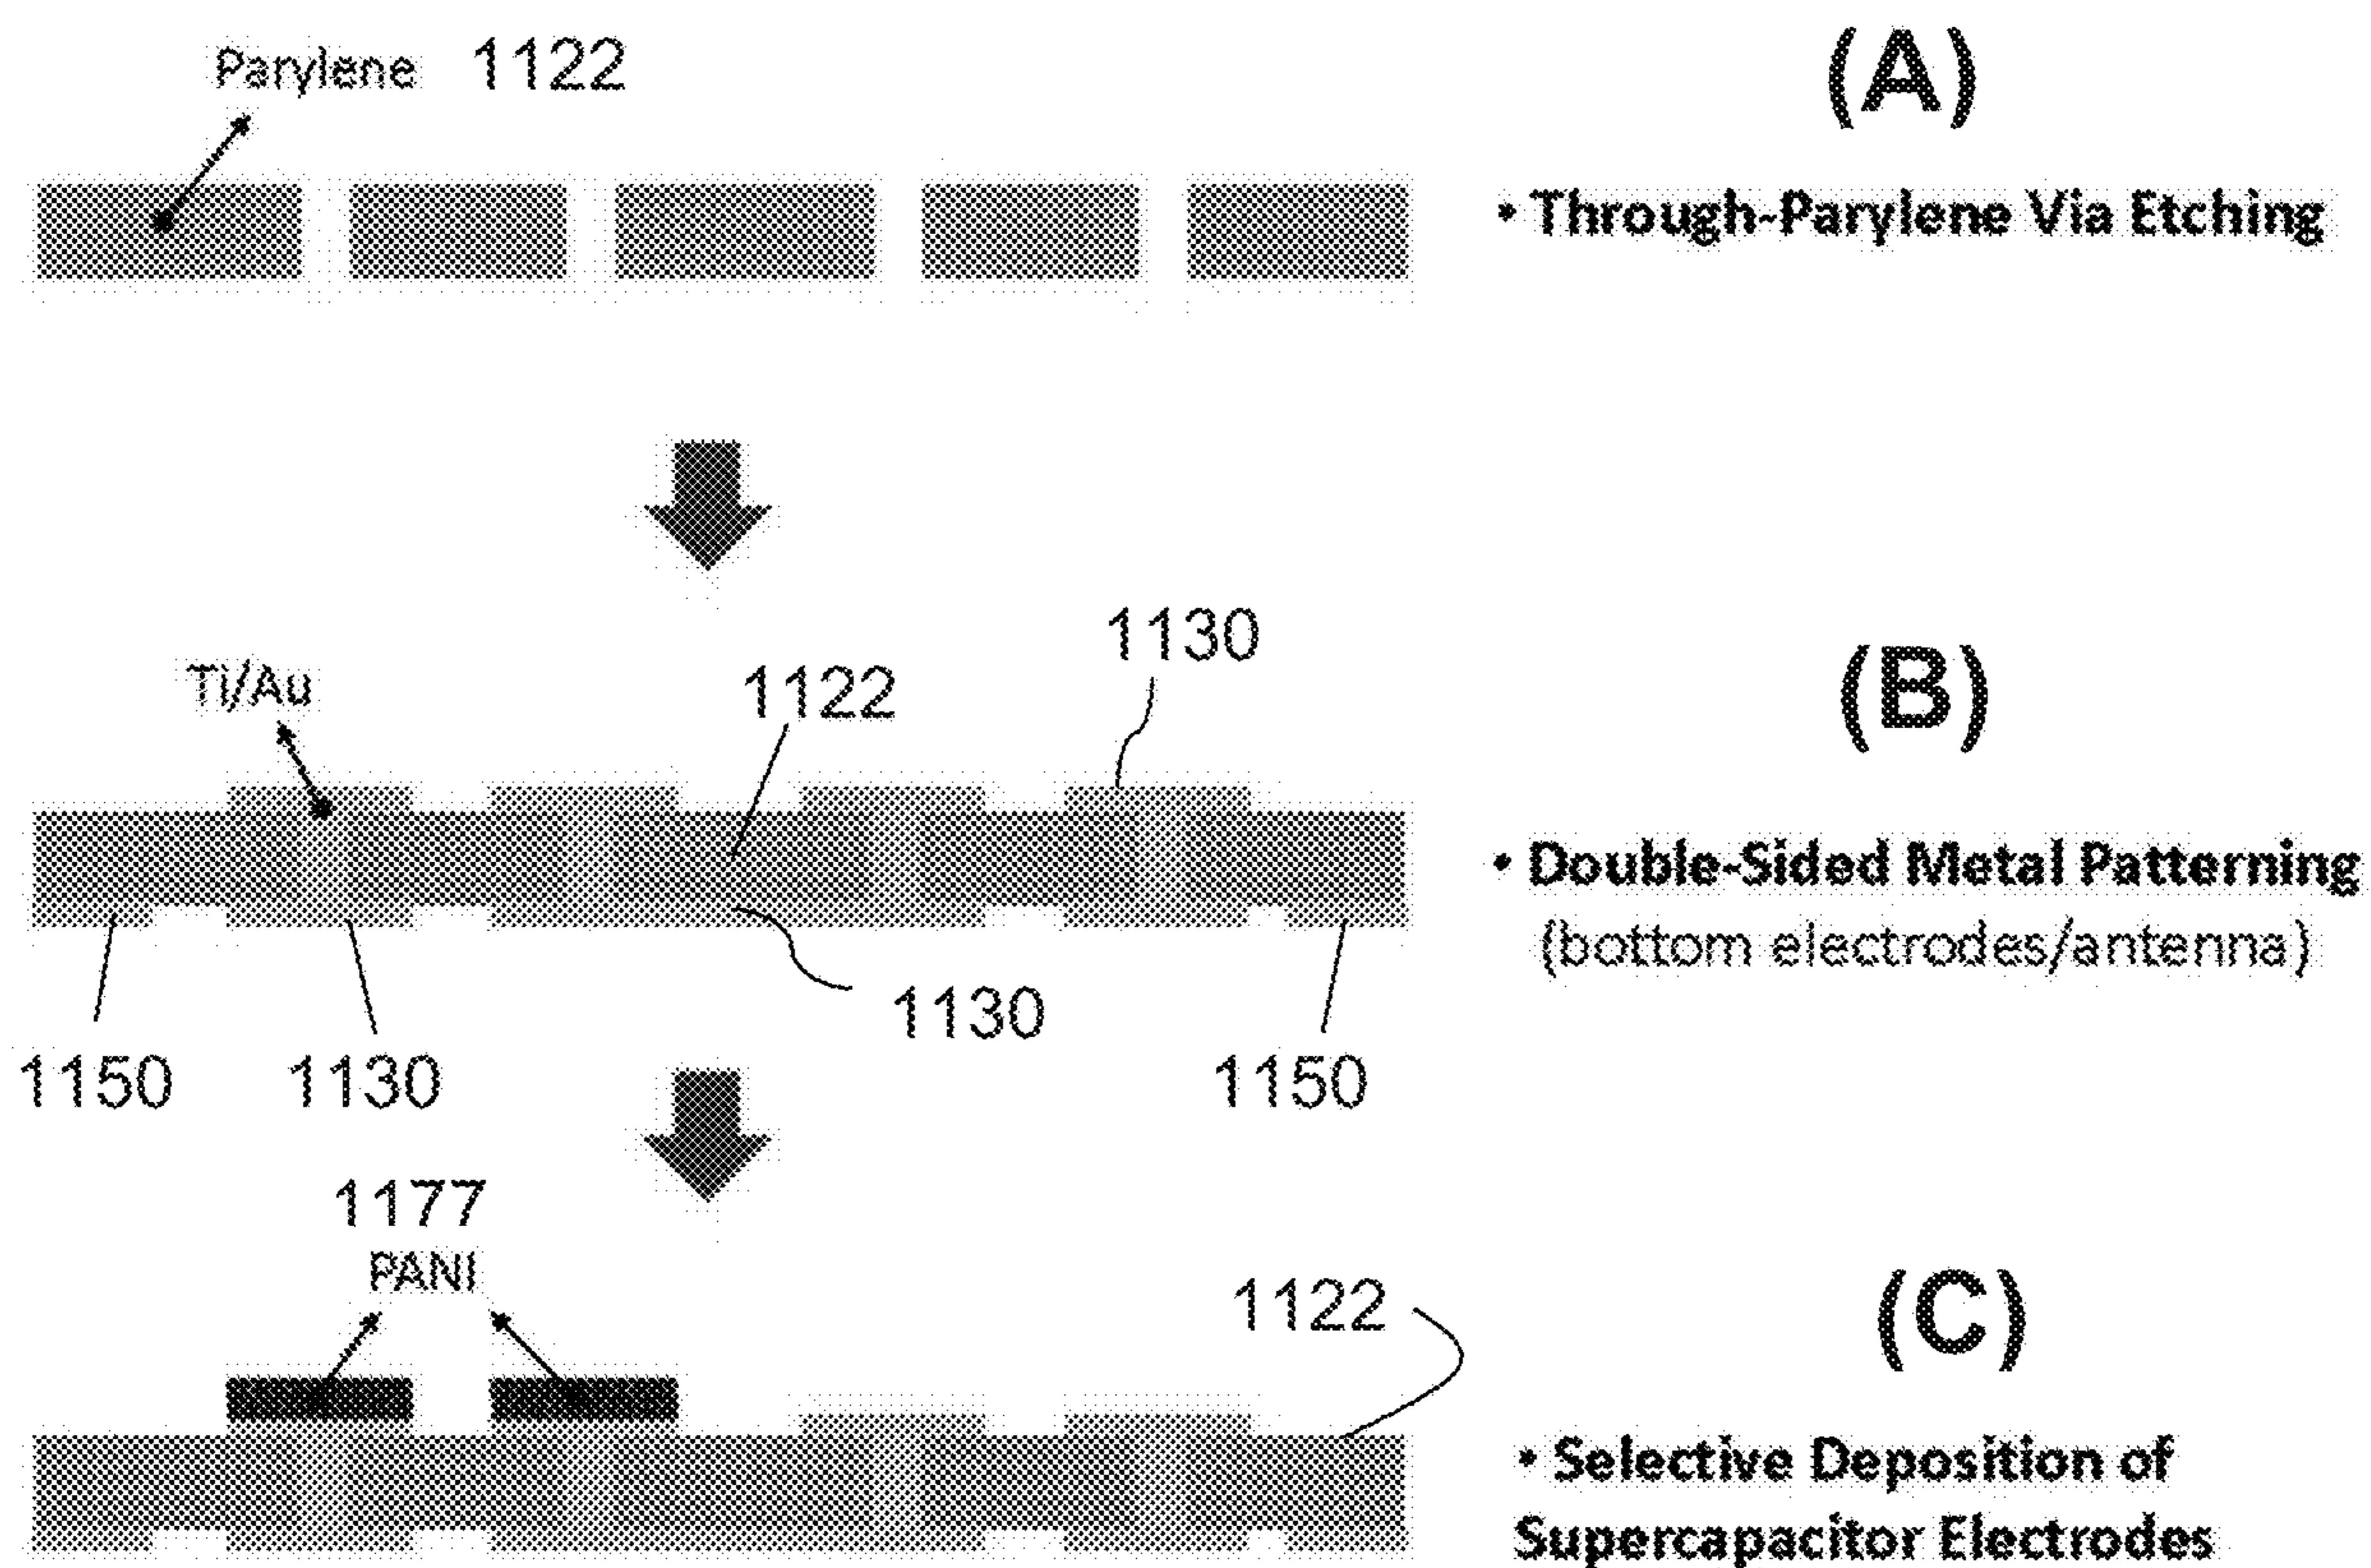 Parylene 1122
(A)
• Through-Parylene Via Etching
1130
Ti/Au
1122
(B)
• Double-Sided Metal Patterning
(bottom electrodes/antenna)
1130
1150
1130
1150
1177
PANI
1122
(C)
• Selective Deposition of
Supercapacitor Electrodes